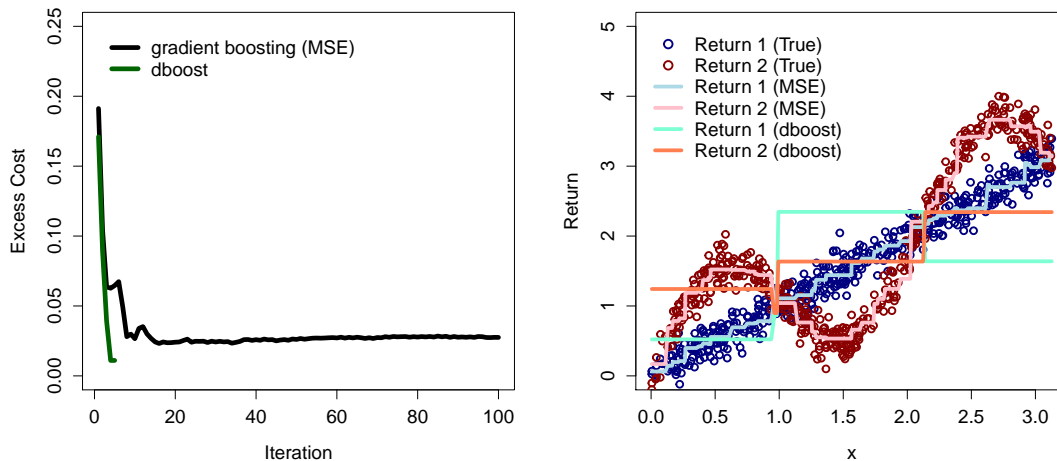 0.25
0.20
0.15
0.10
0.05
0.00
Excess Cost
gradient boosting (MSE)
dboost
0 20 40 60 80 100
Iteration
5
4
3
2
1
0
Return
Return 1 (True)
Return 2 (True)
Return 1 (MSE)
Return 2 (MSE)
Return 1 (dboost)
Return 2 (dboost)
0.0 0.5 1.0 1.5 2.0 2.5 3.0
x